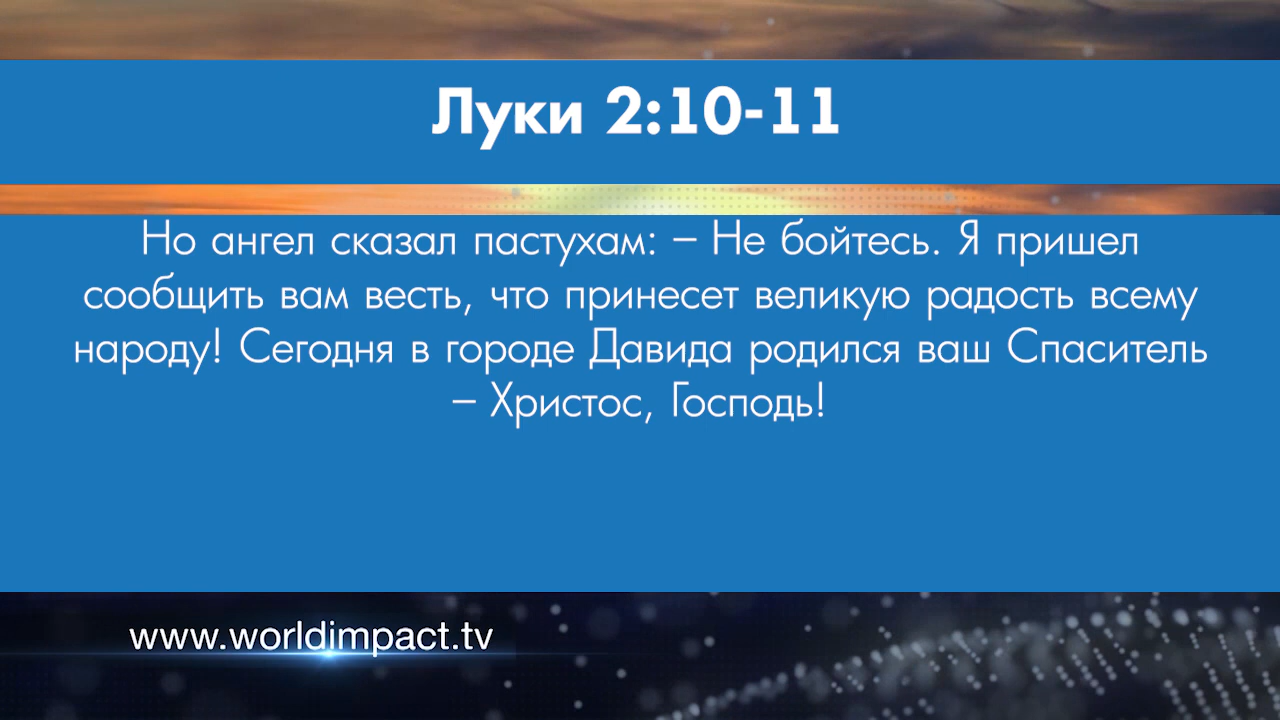 Луки 2:10-11
Но ангел сказал пастухам: – Не бойтесь. Я пришел
сообщить вам весть, что принесет великую радость всему
народу! Сегодня в городе Давида родился ваш Спаситель
– Христос, Господь!
www.worldimpact.tv